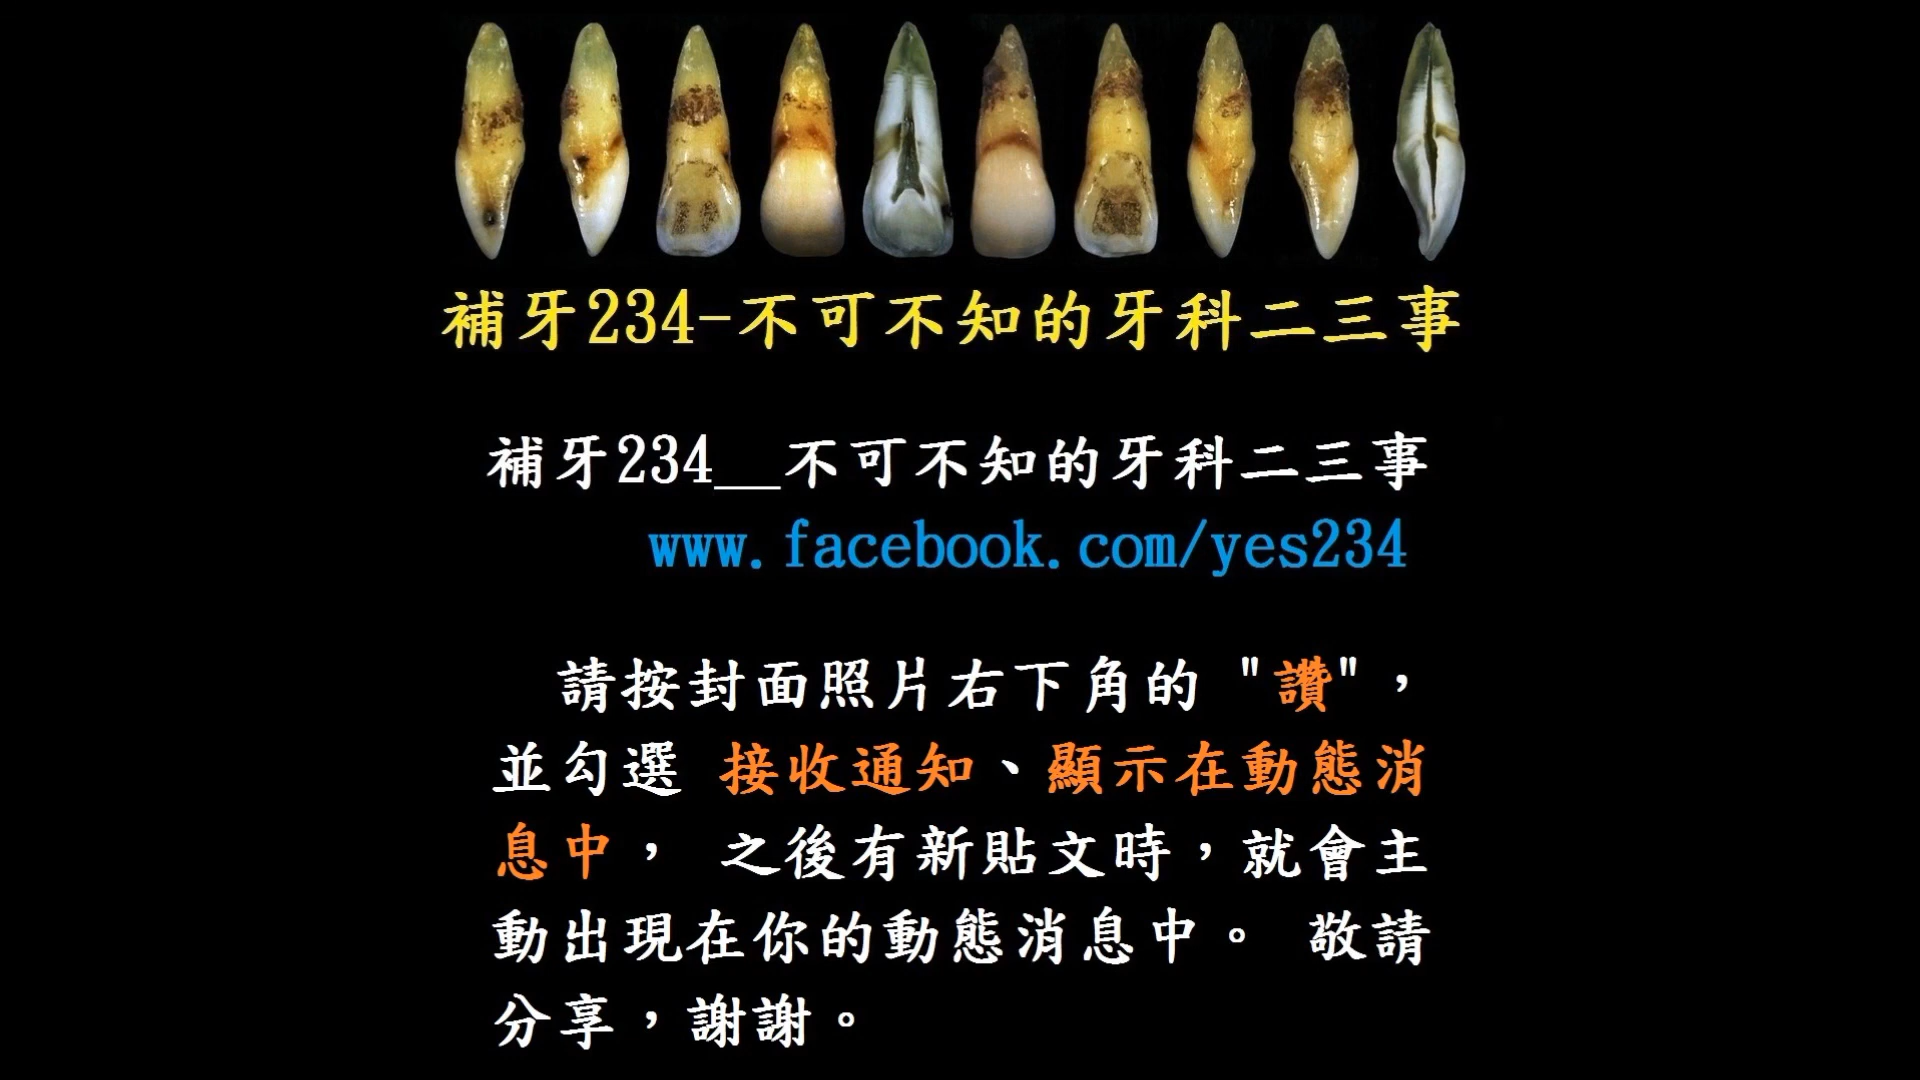 補牙234-不可不知的牙科二三事
補牙234__不可不知的牙科二三事
www.facebook.com/yes234
請按封面照片右下角的 "讚",
並勾選 接收通知、顯示在動態消
息中, 之後有新貼文時,就會主
動出現在你的動態消息中。 敬請
分享,謝謝。